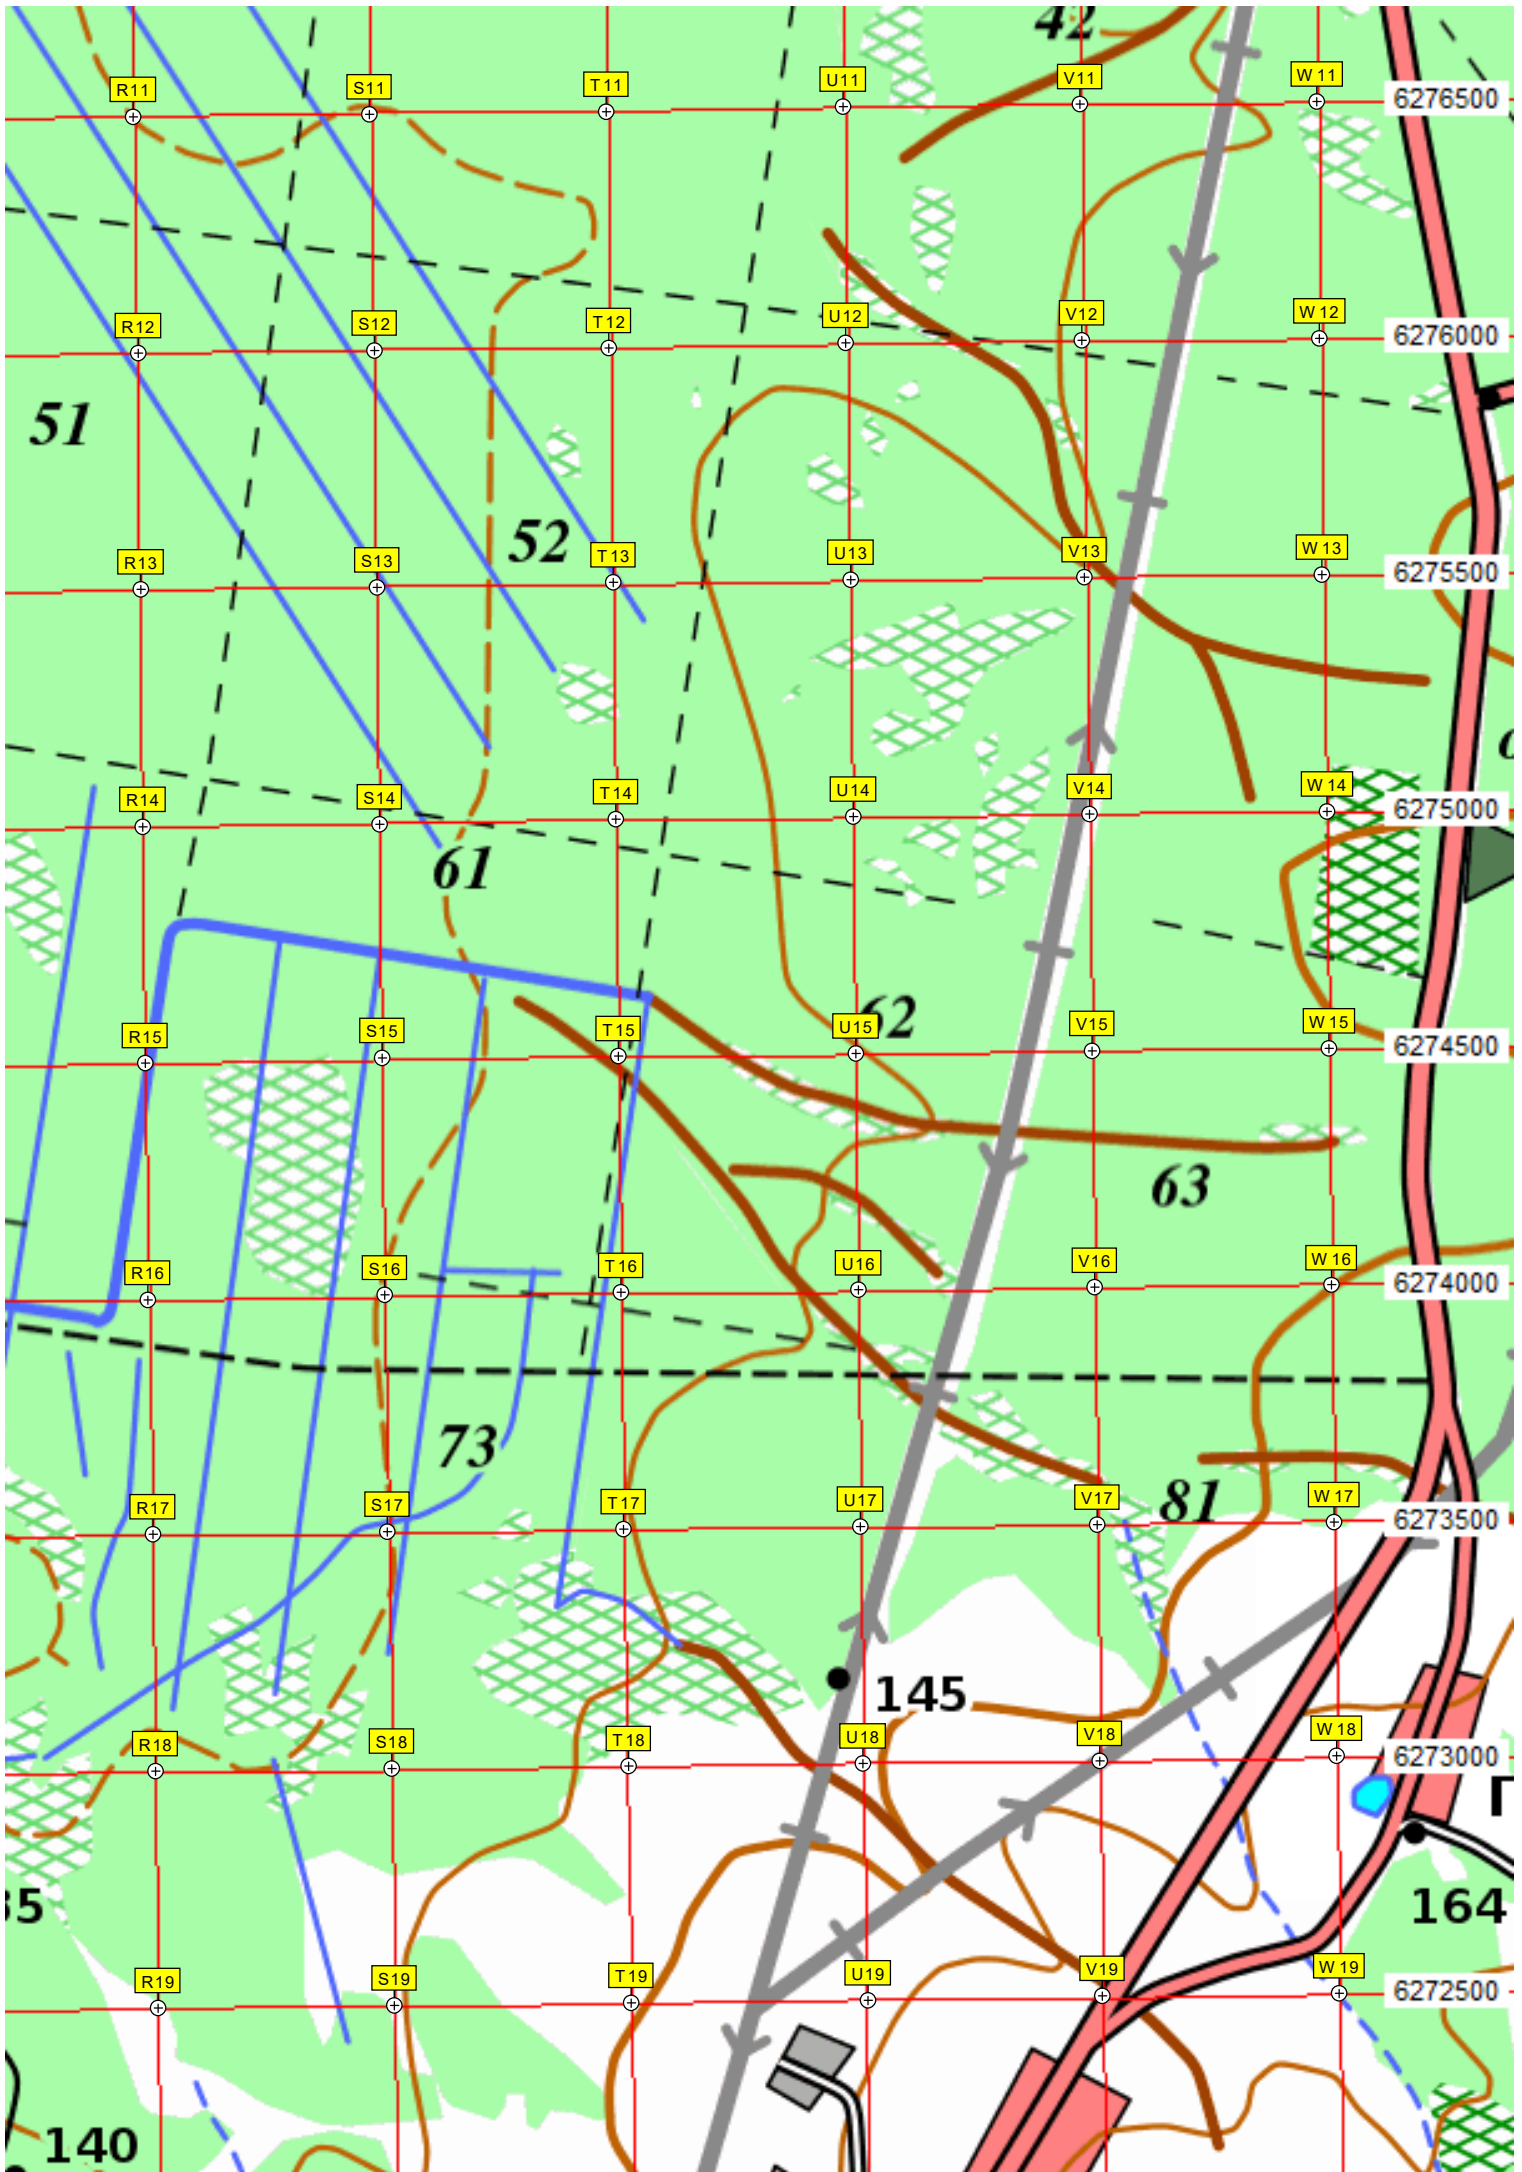 42
R11 S11 T11 U11 V11 W11 6276500
R12 S12 T12 U12 V12 W12 6276000
51
52
R13 S13 T13 U13 V13 W13 6275500
R14 S14 T14 U14 V14 W14 6275000
61
62
R15 S15 T15 U15 V15 W15 6274500
63
R16 S16 T16 U16 V16 W16 6274000
73
81
R17 S17 T17 U17 V17 W17 6273500
145
R18 S18 T18 U18 V18 W18 6273000
35
164
R19 S19 T19 U19 V19 W19 6272500
140